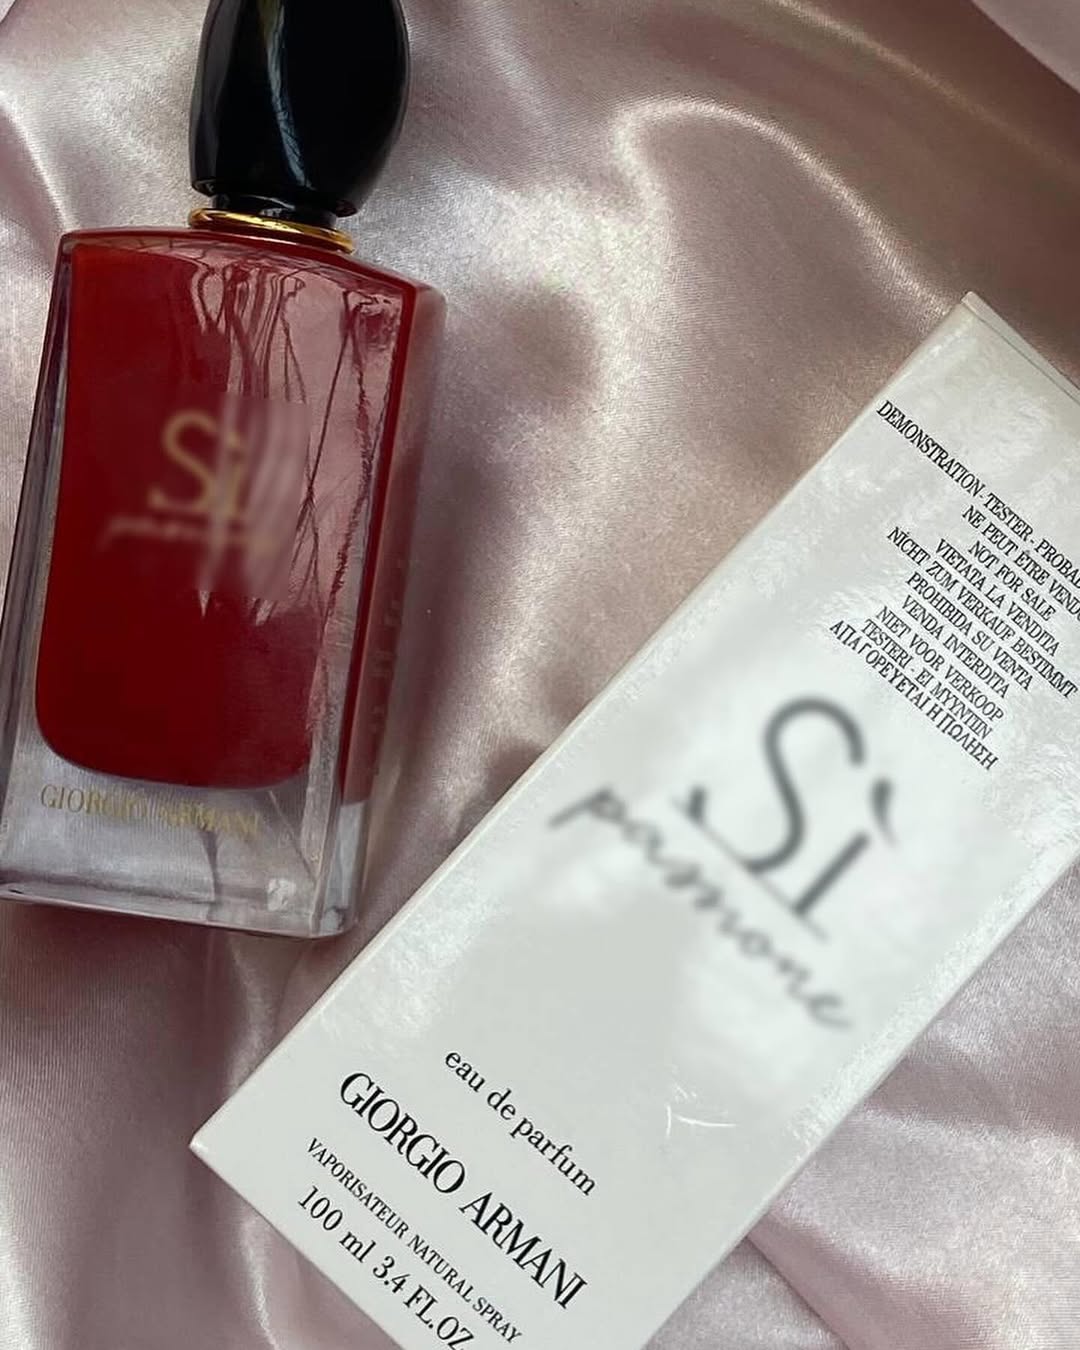 Sì
GIORGIO ARMANI
DEMONSTRATION - TESTER - PROBAL
NE PEUT ÊTRE VENDU
NOT FOR SALE
VIETATA LA VENDITA
NICHT ZUM VERKAUF BESTIMMT
PROHIBIDA SU VENTA
VENDA INTERDITA
NIET VOOR VERKOOP
TESTERI - EI MYYNTIIN
ΑΠΑΓΟΡΕΥΕΤΑΙ Η ΠΩΛΗΣΗ
Sì
eau de parfum
GIORGIO ARMANI
VAPORISATEUR NATURAL SPRAY
100 ml 3.4 FL.OZ.